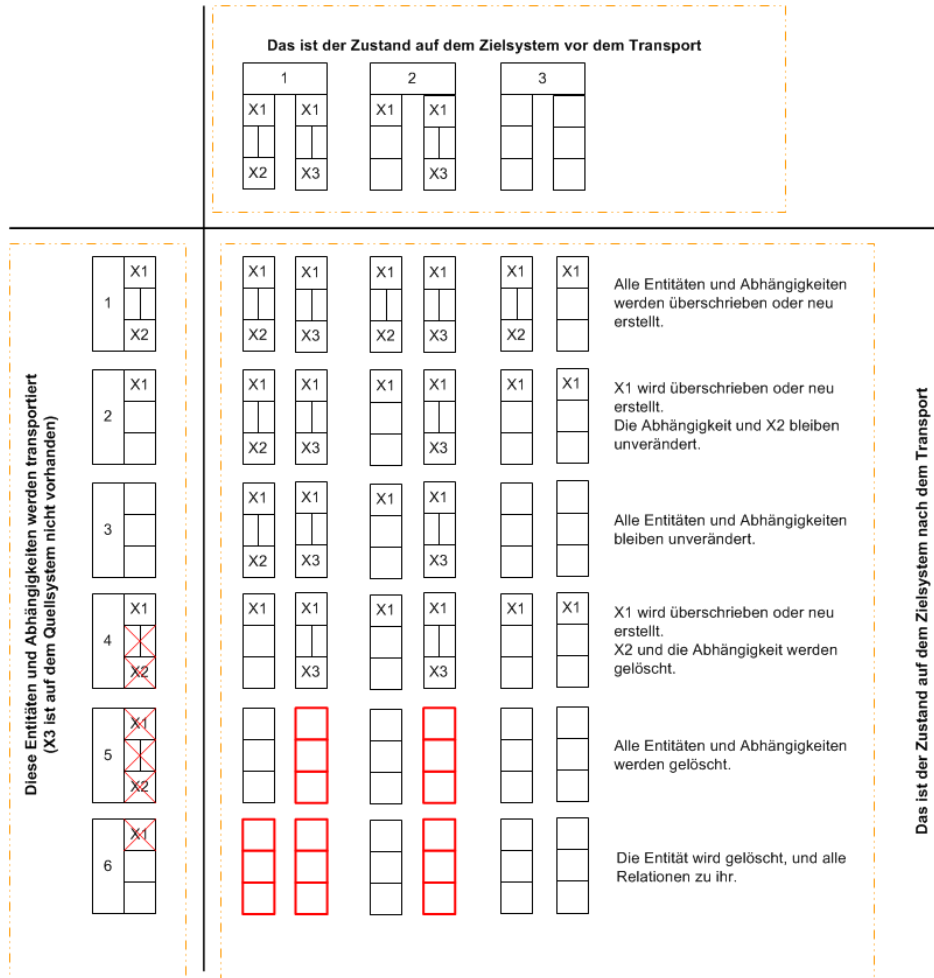 Das ist der Zustand auf dem Zielsystem vor dem Transport
1 2 3
X1 X1 X1 X1
X2 X3 X3
Diese Entitäten und Abhängigkeiten werden transportiert
(X3 ist auf dem Quellsystem nicht vorhanden)
1
X1
X2
X1 X1 X1 X1 X1 X1
X2 X3 X2 X3 X2
Alle Entitäten und Abhängigkeiten
werden überschrieben oder neu
erstellt.
2
X1
X1 X1 X1 X1 X1 X1
X2 X3 X3
X1 wird überschrieben oder neu
erstellt.
Die Abhängigkeit und X2 bleiben
unverändert.
3
X1 X1 X1 X1
X2 X3 X3
Alle Entitäten und Abhängigkeiten
bleiben unverändert.
4
X1
X2
X1 X1 X1 X1 X1 X1
X3 X3
X1 wird überschrieben oder neu
erstellt.
X2 und die Abhängigkeit werden
gelöscht.
5
X1
X2
Alle Entitäten und Abhängigkeiten
werden gelöscht.
6
X1
Die Entität wird gelöscht, und alle
Relationen zu ihr.
Das ist der Zustand auf dem Zielsystem nach dem Transport